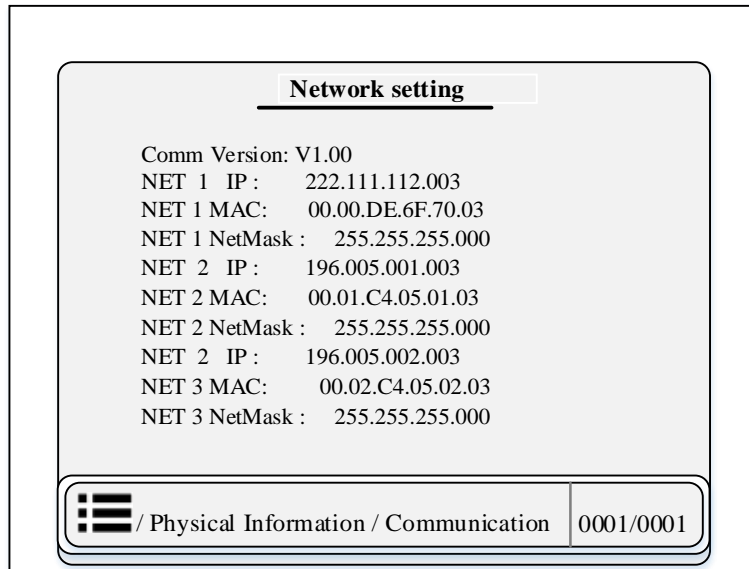 Network setting
Comm Version: V1.00
NET 1 IP : 222.111.112.003
NET 1 MAC: 00.00.DE.6F.70.03
NET 1 NetMask : 255.255.255.000
NET 2 IP : 196.005.001.003
NET 2 MAC: 00.01.C4.05.01.03
NET 2 NetMask : 255.255.255.000
NET 2 IP : 196.005.002.003
NET 3 MAC: 00.02.C4.05.02.03
NET 3 NetMask : 255.255.255.000
/ Physical Information / Communication 0001/0001